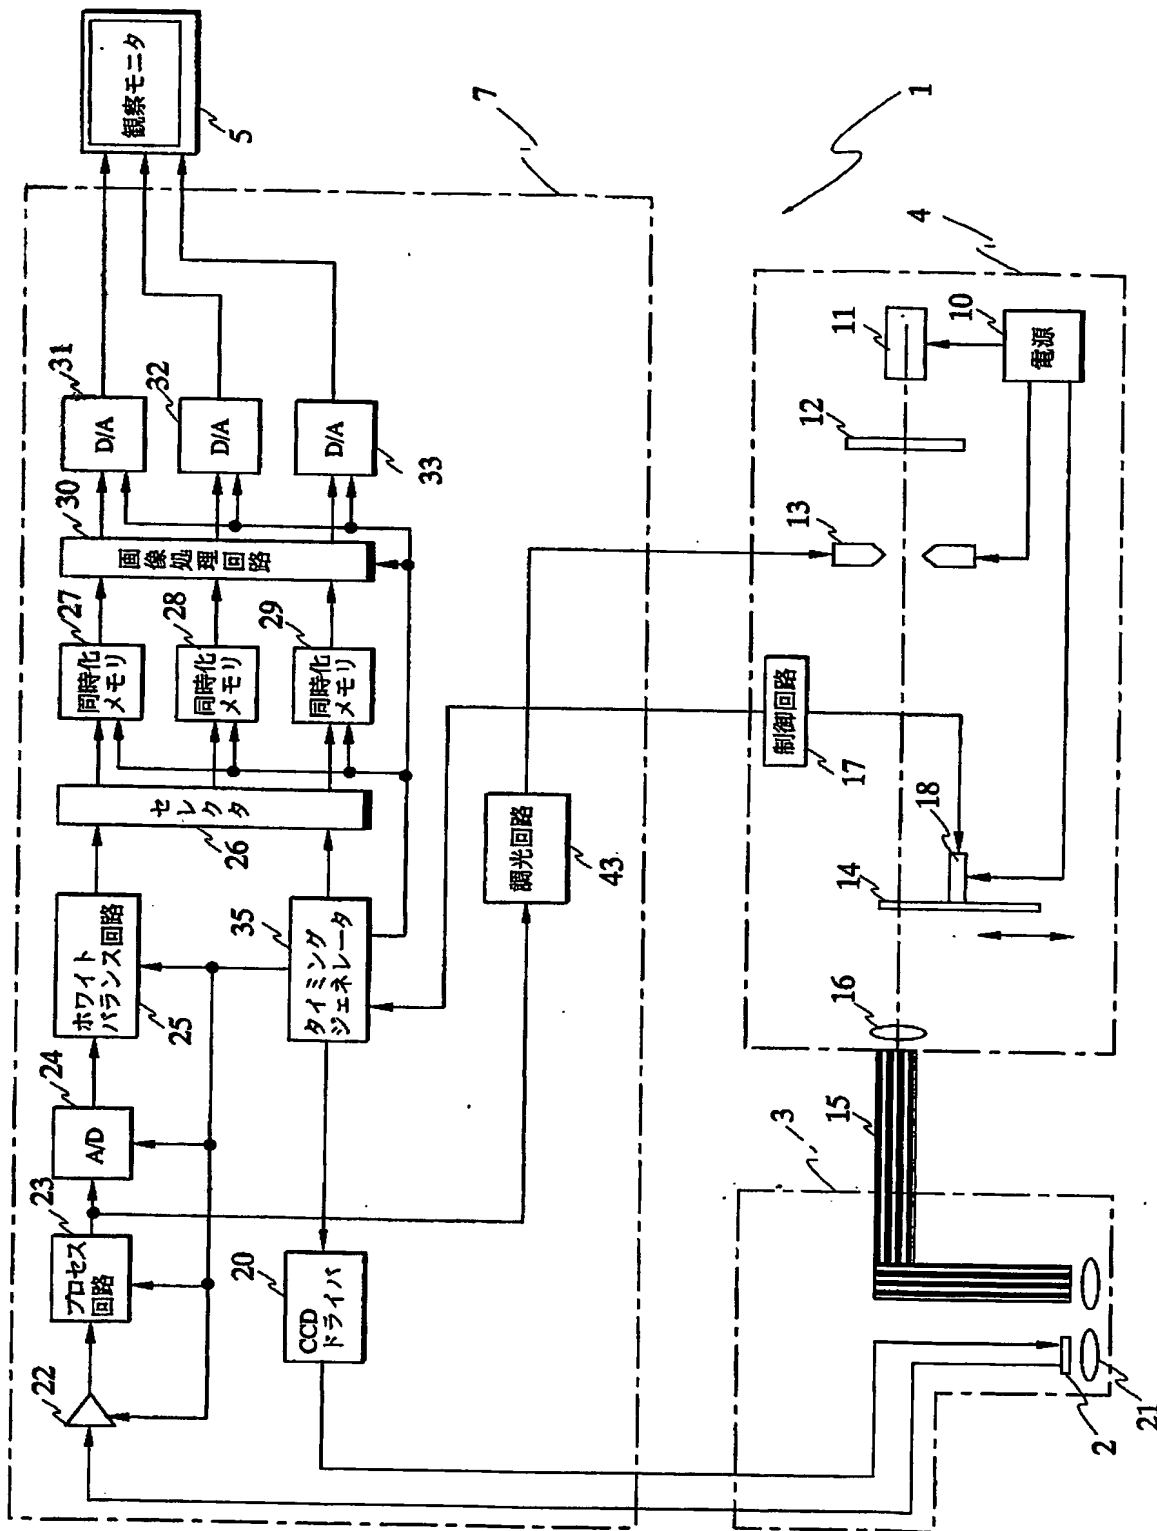 観察モニタ
5
7
1
31
D/A
32
D/A
D/A
33
30
画像処理回路
27
同時化
メモリ
28
同時化
メモリ
29
同時化
メモリ
セレクタ
26
ホワイト
バランス回路
25
24
A/D
23
プロセス
回路
22
35
タイミング
ジェネレータ
20
CCD
ドライバ
調光回路
43
4
11
10
電源
12
13
制御回路
17
18
14
16
15
3
2
21